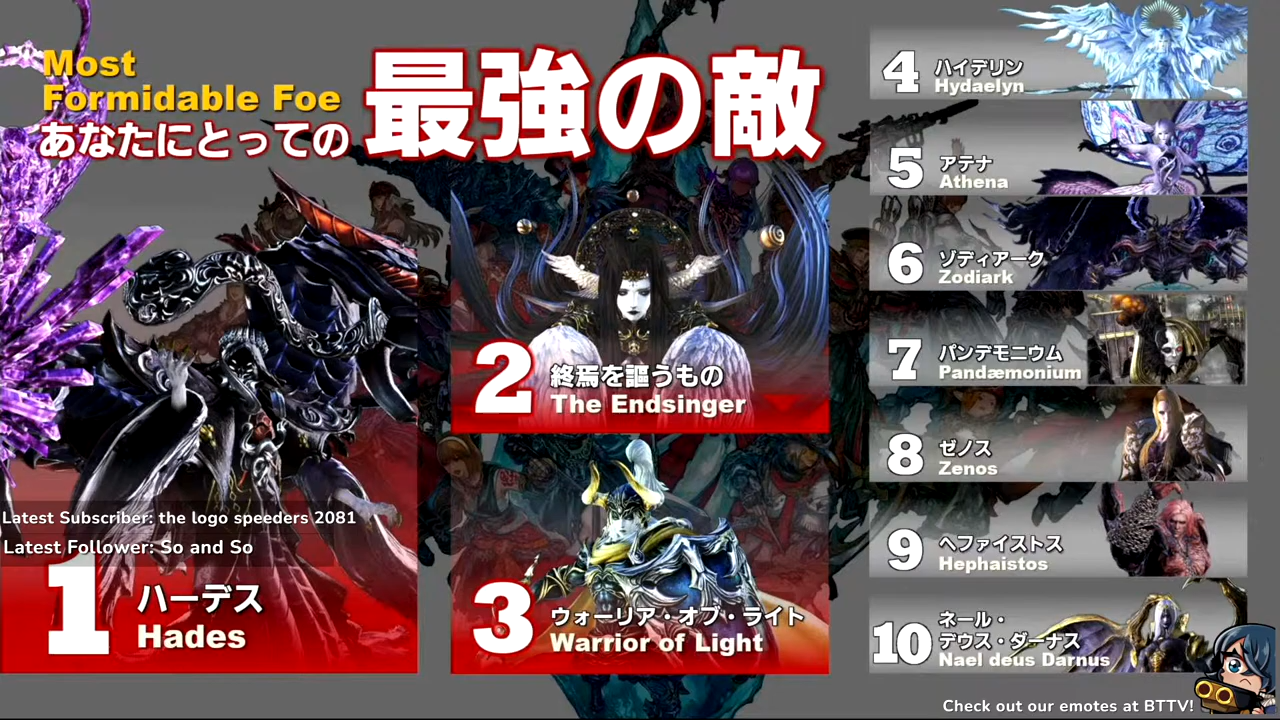 Most
Formidable Foe
あなたにとっての
最強の敵
1
ハーデス
Hades
2
終焉を謳うもの
The Endsinger
3
ウォーリア・オブ・ライト
Warrior of Light
4
ハイデリン
Hydaelyn
5
アテナ
Athena
6
ゾディアーク
Zodiark
7
パンデモニウム
Pandæmonium
8
ゼノス
Zenos
9
ヘファイストス
Hephaistos
10
ネール・
デウス・ダーナス
Nael deus Darnus
Latest Subscriber: the logo speeders 2081
Latest Follower: So and So
Check out our emotes at BTTV!